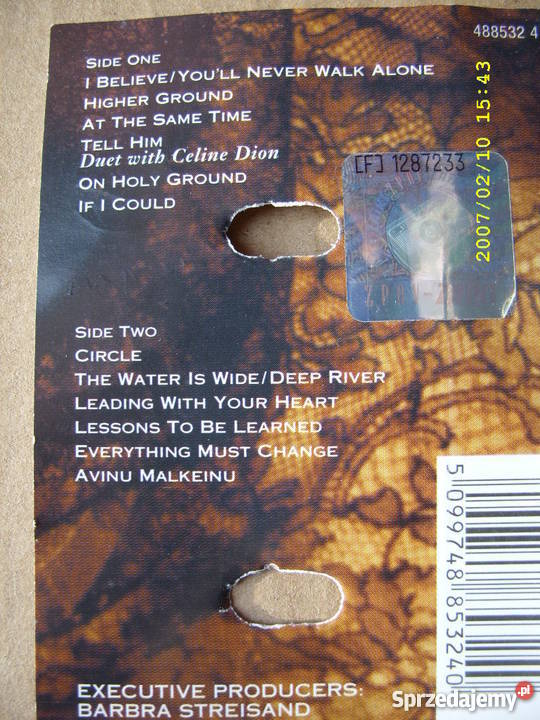 488532 4
SIDE ONE
I BELIEVE/YOU'LL NEVER WALK ALONE
HIGHER GROUND
AT THE SAME TIME
TELL HIM
Duet with Celine Dion
ON HOLY GROUND
IF I COULD
[F] 1287233
2007/02/10 15:43
SIDE TWO
CIRCLE
THE WATER IS WIDE/DEEP RIVER
LEADING WITH YOUR HEART
LESSONS TO BE LEARNED
EVERYTHING MUST CHANGE
AVINU MALKEINU
5 099748 853240
EXECUTIVE PRODUCERS:
BARBRA STREISAND
Sprzedajemy.pl